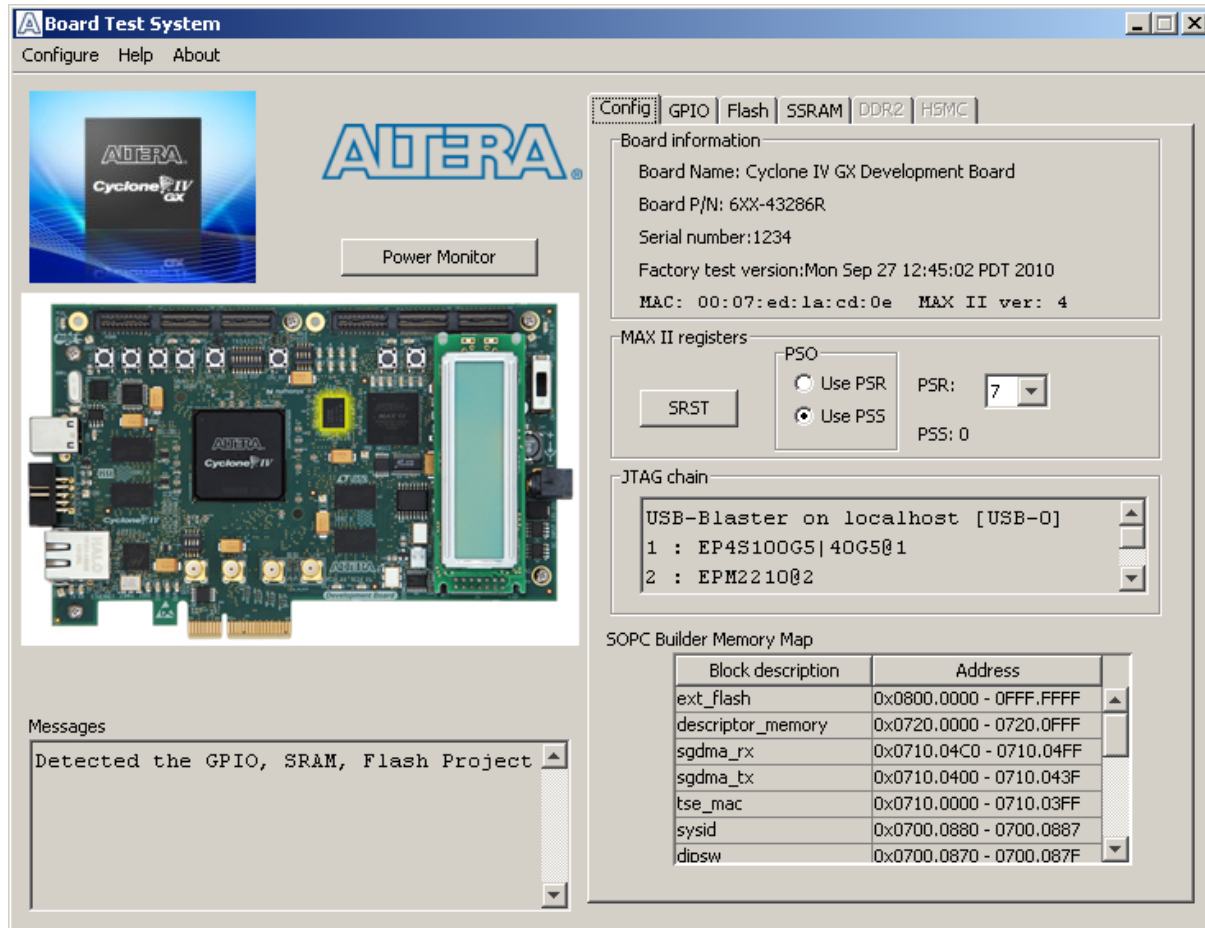 Board Test System
Configure Help About
ALTERA
Cyclone IV
GX
ALTERA®
Power Monitor
ALTERA
Cyclone IV
Cyclone IV
MAX II
ALTERA
Development Board
Messages
Detected the GPIO, SRAM, Flash Project
Config GPIO Flash SSRAM DDR2 HSMC
Board information
Board Name: Cyclone IV GX Development Board
Board P/N: 6XX-43286R
Serial number:1234
Factory test version:Mon Sep 27 12:45:02 PDT 2010
MAC: 00:07:ed:1a:cd:0e MAX II ver: 4
MAX II registers
PSO
SRST
Use PSR
Use PSS
PSR: 7
PSS: 0
JTAG chain
USB-Blaster on localhost [USB-0]
1 : EP4S100G5|40G5@1
2 : EPM2210@2
SOPC Builder Memory Map
Block description Address
ext_flash 0x0800.0000 - 0FFF.FFFF
descriptor_memory 0x0720.0000 - 0720.0FFF
sgdma_rx 0x0710.04C0 - 0710.04FF
sgdma_tx 0x0710.0400 - 0710.043F
tse_mac 0x0710.0000 - 0710.03FF
sysid 0x0700.0880 - 0700.0887
dipsw 0x0700.0870 - 0700.087F